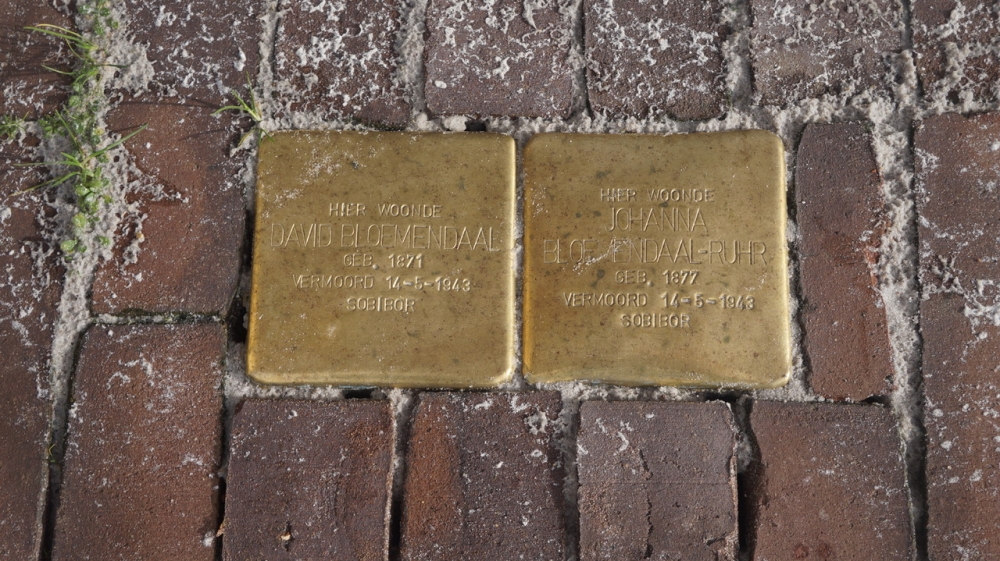 HIER WOONDE
DAVID BLOEMENDAAL
GEB. 1871
VERMOORD 14-5-1943
SOBIBOR
HIER WOONDE
JOHANNA
BLOEMENDAAL-RUHR
GEB. 1877
VERMOORD 14-5-1943
SOBIBOR